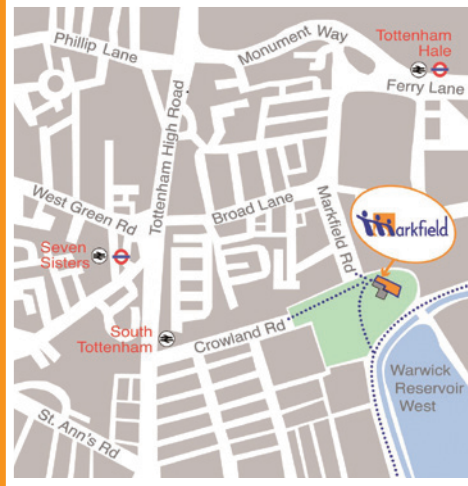 Phillip Lane
Monument Way
Tottenham
Hale
Ferry Lane
Tottenham High Road
West Green Rd
Broad Lane
Markfield Rd
Markfield
Seven
Sisters
South
Tottenham
Crowland Rd
Warwick
Reservoir
West
St. Ann's Rd